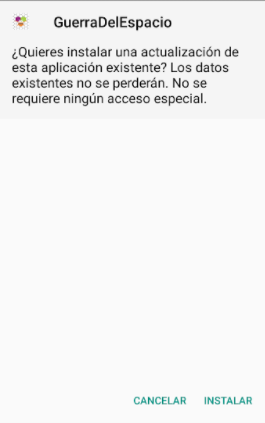 GuerraDelEspacio
¿Quieres instalar una actualización de
esta aplicación existente? Los datos
existentes no se perderán. No se
requiere ningún acceso especial.
CANCELAR INSTALAR